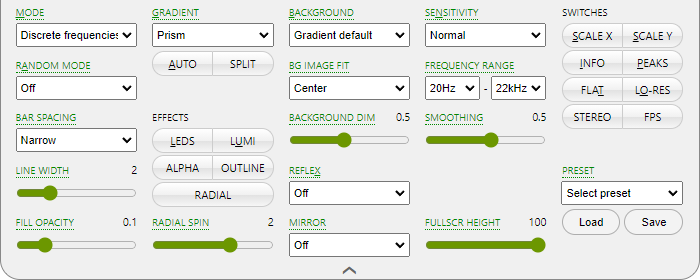 MODE
Discrete frequencies
RANDOM MODE
Off
BAR SPACING
Narrow
LINE WIDTH 2
FILL OPACITY 0.1
GRADIENT
Prism
AUTO SPLIT
EFFECTS
LEDS LUMI
ALPHA OUTLINE
RADIAL
RADIAL SPIN 2
BACKGROUND
Gradient default
BG IMAGE FIT
Center
BACKGROUND DIM 0.5
REFLEX
Off
MIRROR
Off
SENSITIVITY
Normal
FREQUENCY RANGE
20Hz - 22kHz
SMOOTHING 0.5
FULLSCR HEIGHT 100
SWITCHES
SCALE X SCALE Y
INFO PEAKS
FLAT LO-RES
STEREO FPS
PRESET
Select preset
Load Save